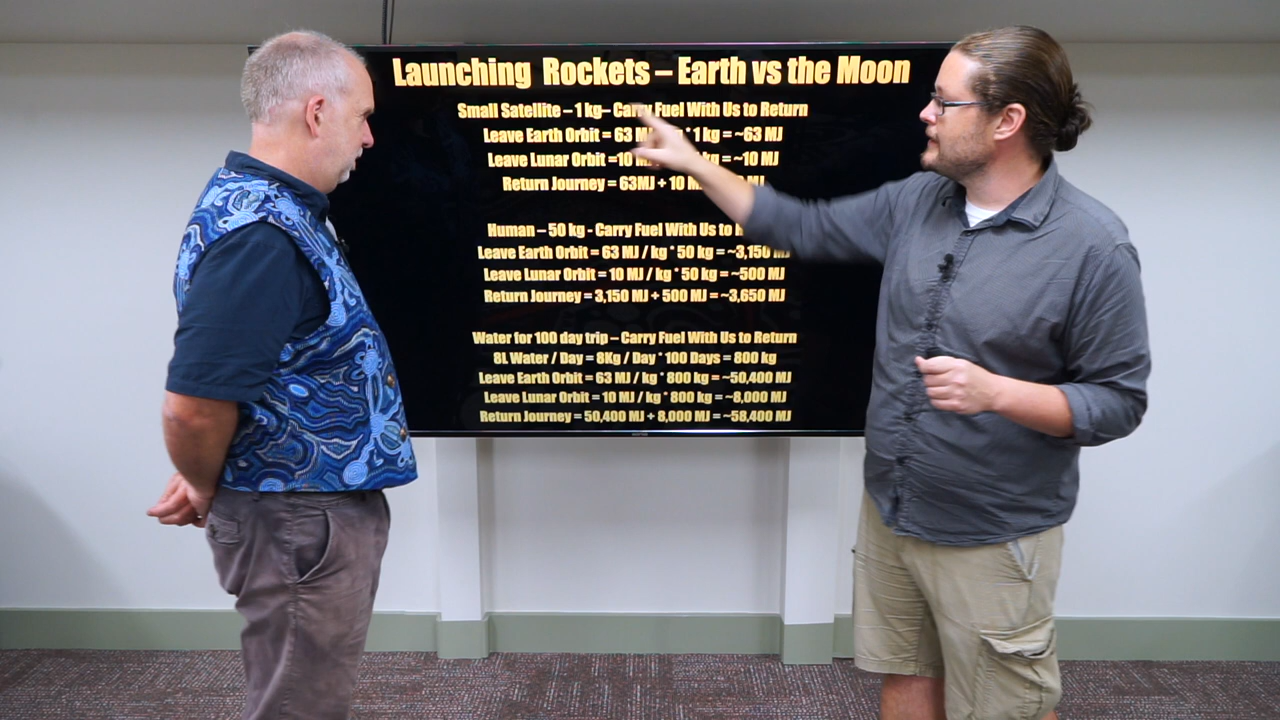 Launching Rockets – Earth vs the Moon
Small Satellite – 1 kg– Carry Fuel With Us to Return
Leave Earth Orbit = 63 * 1 kg = ~63 MJ
Leave Lunar Orbit =10 = ~10 MJ
Return Journey = 63MJ + 10 MJ
Human – 50 kg - Carry Fuel With Us to
Leave Earth Orbit = 63 MJ / kg * 50 kg = ~3,150 MJ
Leave Lunar Orbit = 10 MJ / kg * 50 kg = ~500 MJ
Return Journey = 3,150 MJ + 500 MJ = ~3,650 MJ
Water for 100 day trip – Carry Fuel With Us to Return
8L Water / Day = 8Kg / Day * 100 Days = 800 kg
Leave Earth Orbit = 63 MJ / kg * 800 kg = ~50,400 MJ
Leave Lunar Orbit = 10 MJ / kg * 800 kg = ~8,000 MJ
Return Journey = 50,400 MJ + 8,000 MJ = ~58,400 MJ